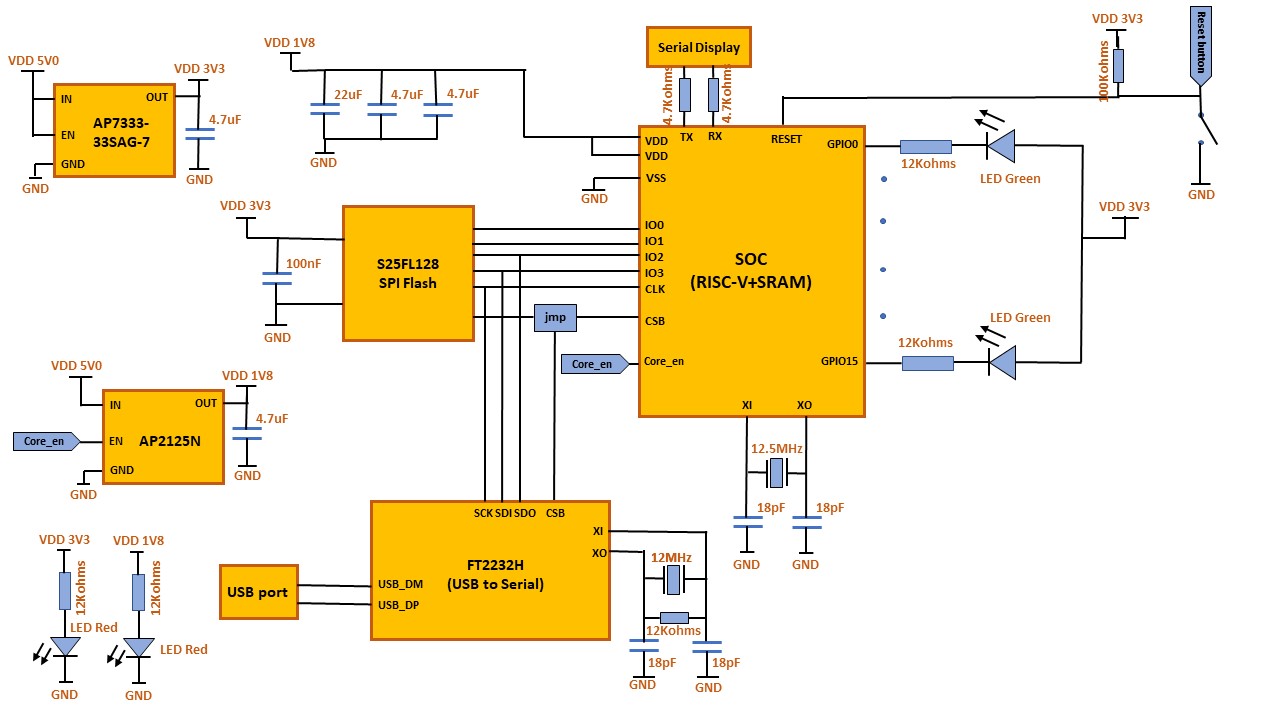 VDD 5V0
IN
EN
GND
OUT
AP7333-
33SAG-7
GND
VDD 3V3
4.7uF
GND
VDD 1V8
22uF
4.7uF
4.7uF
GND
Serial Display
4.7Kohms
4.7Kohms
TX
RX
RESET
VDD
VDD
VSS
GND
IO0
IO1
IO2
IO3
CLK
CSB
Core_en
SOC
(RISC-V+SRAM)
GPIO0
GPIO15
XI
XO
VDD 3V3
100Kohms
Reset button
GND
12Kohms
LED Green
VDD 3V3
LED Green
12Kohms
VDD 3V3
100nF
GND
S25FL128
SPI Flash
jmp
Core_en
12.5MHz
18pF
18pF
GND
GND
VDD 5V0
IN
OUT
EN
AP2125N
GND
Core_en
GND
VDD 1V8
4.7uF
GND
VDD 3V3
12Kohms
LED Red
GND
VDD 1V8
12Kohms
LED Red
GND
USB port
SCK SDI SDO CSB
XI
XO
FT2232H
(USB to Serial)
USB_DM
USB_DP
12MHz
12Kohms
18pF
18pF
GND
GND